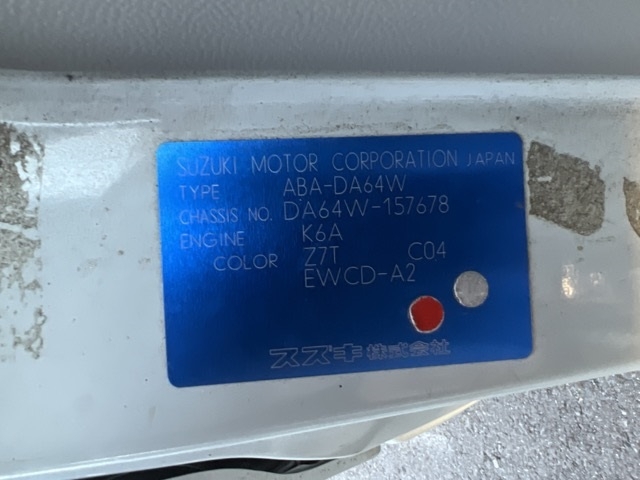 SUZUKI MOTOR CORPORATION JAPAN
TYPE ABA-DA64W
CHASSIS NO. DA64W-157678
ENGINE K6A
COLOR Z7T C04
EWCD-A2
スズキ株式会社